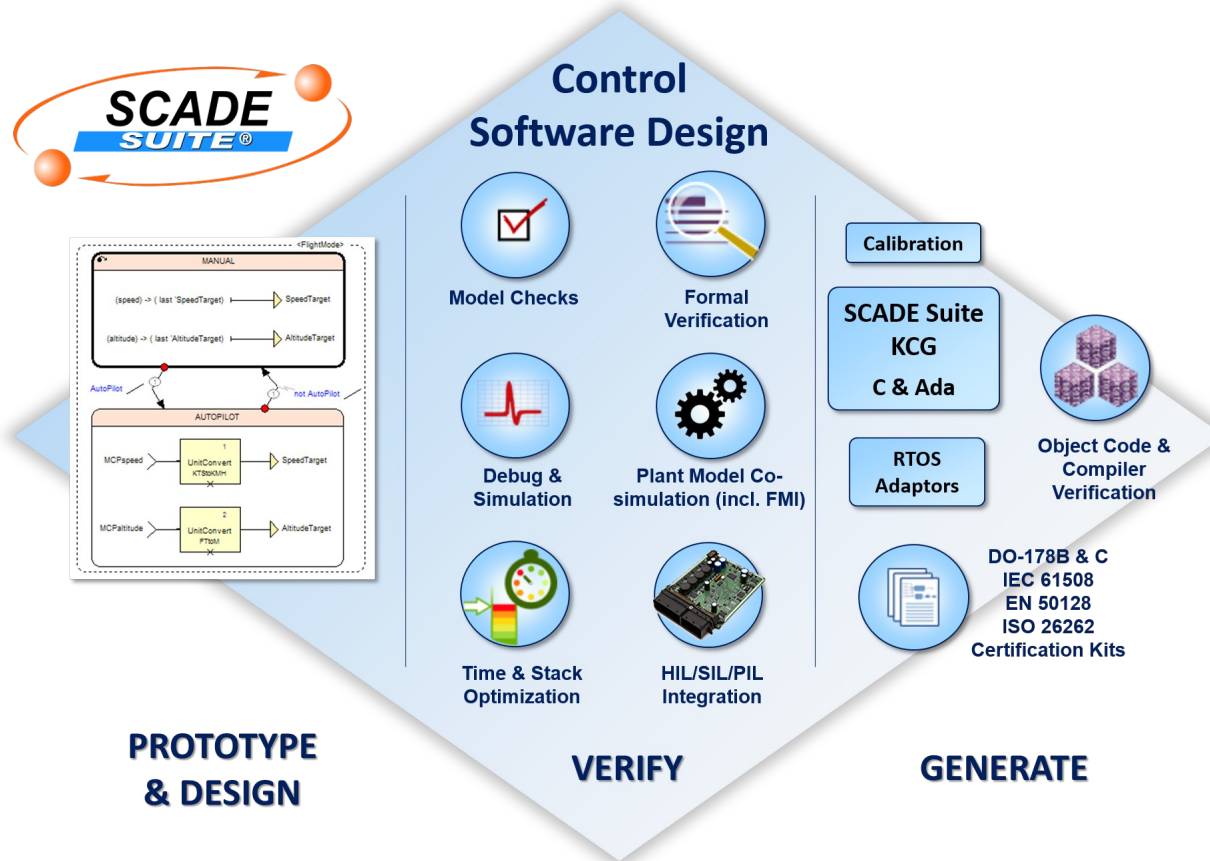 SCADE
SUITE®
Control
Software Design
<FlightMode>
MANUAL
(speed) -> ( last 'SpeedTarget)
SpeedTarget
(altitude) -> ( last 'AltitudeTarget)
AltitudeTarget
AutoPilot
1
1
not AutoPilot
AUTOPILOT
MCPspeed
1
UnitConvert
KTStoKMH
SpeedTarget
MCPaltitude
2
UnitConvert
FTtoM
AltitudeTarget
PROTOTYPE
& DESIGN
Model Checks
Formal
Verification
Debug &
Simulation
Plant Model Co-
simulation (incl. FMI)
Time & Stack
Optimization
HIL/SIL/PIL
Integration
VERIFY
Calibration
SCADE Suite
KCG
C & Ada
RTOS
Adaptors
Object Code &
Compiler
Verification
DO-178B & C
IEC 61508
EN 50128
ISO 26262
Certification Kits
GENERATE